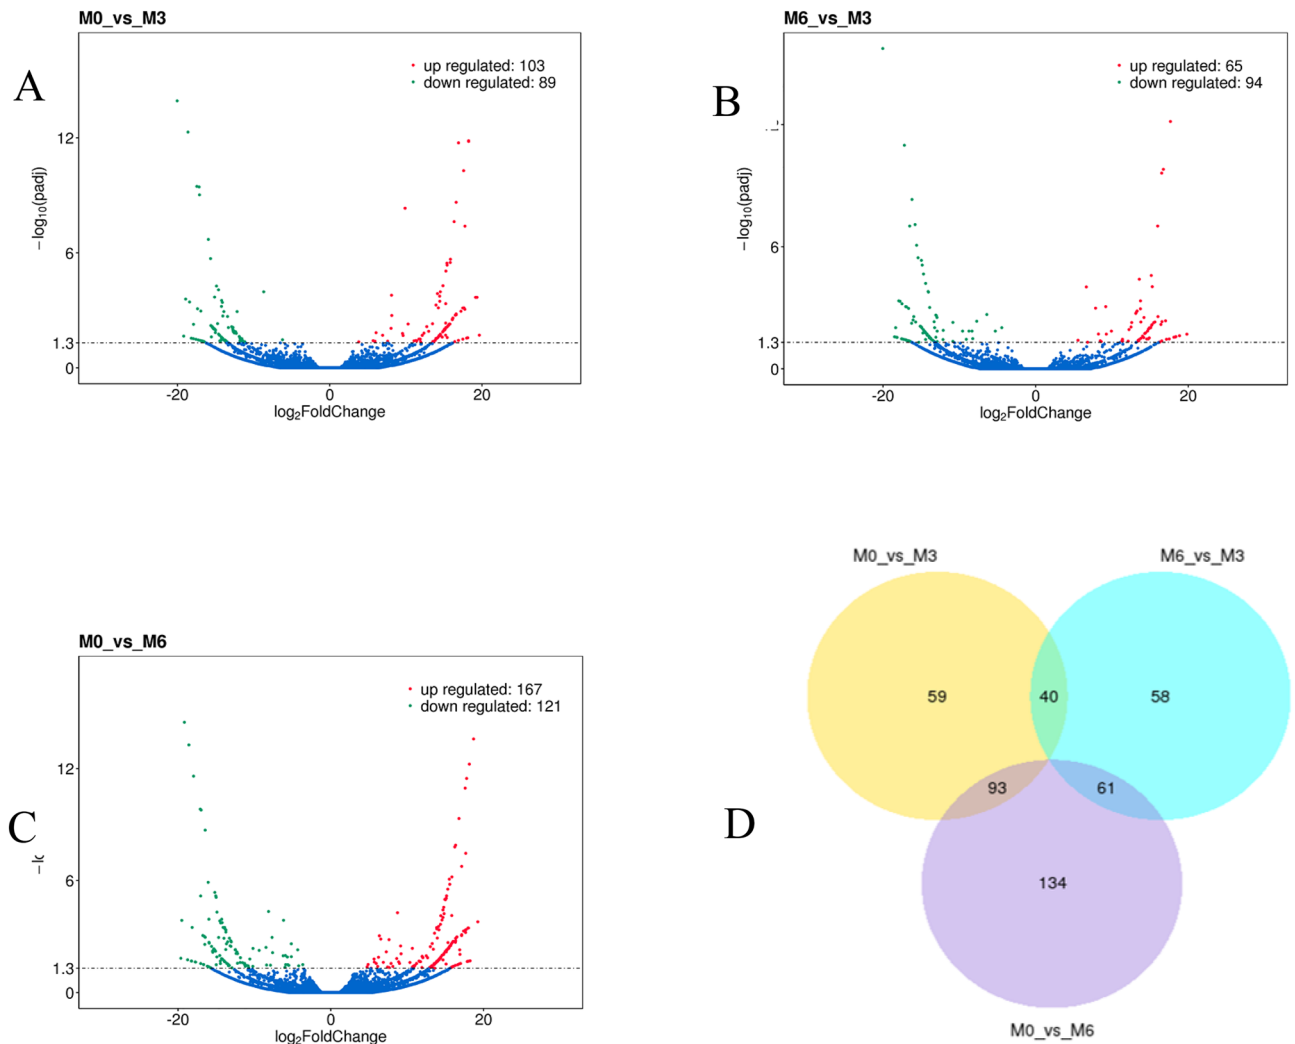 M0_vs_M3
A
up regulated: 103
down regulated: 89
12
6
1.3
0
−log10(padj)
-20 0 20
log2FoldChange
M6_vs_M3
B
up regulated: 65
down regulated: 94
6
1.3
0
−log10(padj)
-20 0 20
log2FoldChange
M0_vs_M6
C
up regulated: 167
down regulated: 121
12
6
1.3
0
-20 0 20
log2FoldChange
D
M0_vs_M3 M6_vs_M3
59 40 58
93 61
134
M0_vs_M6